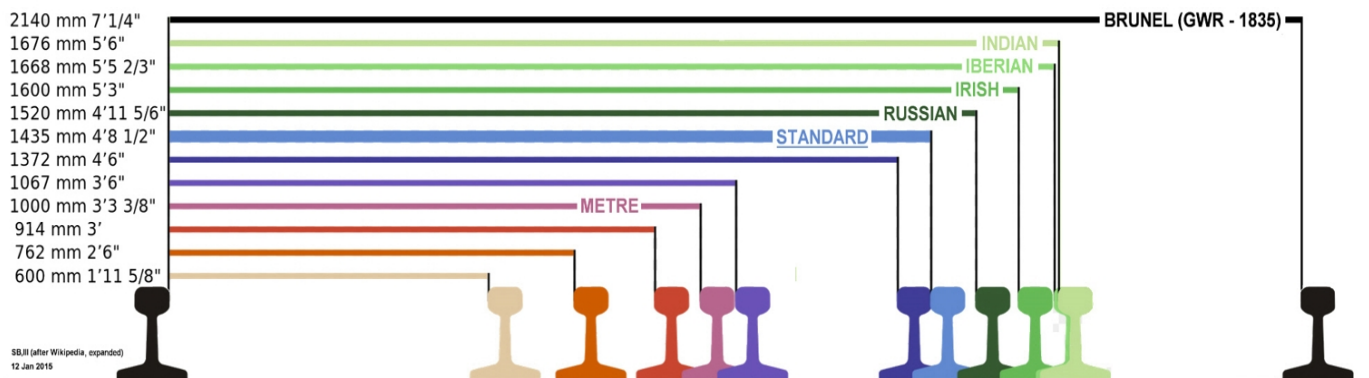 2140 mm 7'1/4" BRUNEL (GWR - 1835)
1676 mm 5'6" INDIAN
1668 mm 5'5 2/3" IBERIAN
1600 mm 5'3" IRISH
1520 mm 4'11 5/6" RUSSIAN
1435 mm 4'8 1/2" STANDARD
1372 mm 4'6"
1067 mm 3'6"
1000 mm 3'3 3/8" METRE
914 mm 3'
762 mm 2'6"
600 mm 1'11 5/8"
SB,III (after Wikipedia, expanded)
12 Jan 2015